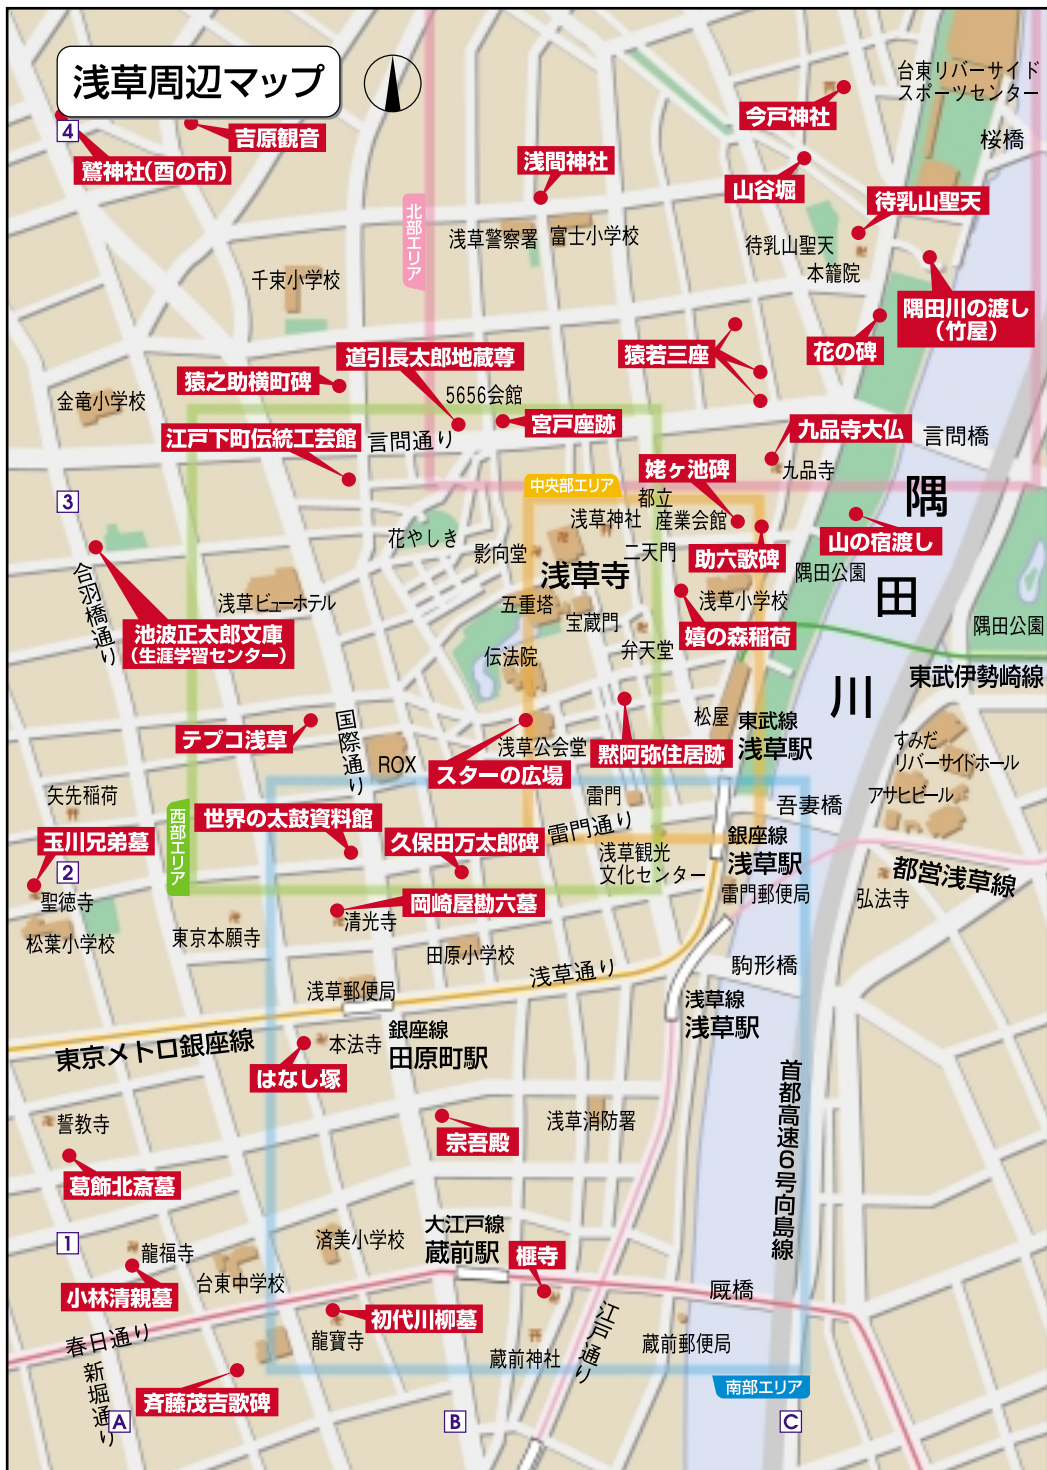 浅草周辺マップ
台東リバーサイド
スポーツセンター
桜橋
4
吉原観音
鷲神社(酉の市)
今戸神社
浅間神社
山谷堀
待乳山聖天
北部エリア
浅草警察署
富士小学校
待乳山聖天
本龍院
千束小学校
隅田川の渡し
(竹屋)
花の碑
猿若三座
道引長太郎地蔵尊
猿之助横町碑
5656会館
金竜小学校
宮戸座跡
江戸下町伝統工芸館
言問通り
九品寺大仏
言問橋
九品寺
姥ヶ池碑
中央部エリア
3
都立
産業会館
浅草神社
隅田川
花やしき
影向堂
二天門
助六歌碑
山の宿渡し
浅草寺
隅田公園
合羽橋通り
浅草ビューホテル
五重塔
宝蔵門
浅草小学校
隅田公園
池波正太郎文庫
(生涯学習センター)
伝法院
弁天堂
嬉の森稲荷
東武伊勢崎線
国際通り
松屋
東武線
浅草駅
テプコ浅草
浅草公会堂
黙阿弥住居跡
すみだ
リバーサイドホール
ROX
スターの広場
アサヒビール
矢先稲荷
雷門
吾妻橋
西部エリア
世界の太鼓資料館
雷門通り
玉川兄弟墓
久保田万太郎碑
銀座線
浅草駅
浅草観光
文化センター
2
都営浅草線
聖徳寺
岡崎屋勘六墓
雷門郵便局
弘法寺
清光寺
松葉小学校
東京本願寺
田原小学校
駒形橋
浅草通り
浅草郵便局
浅草線
浅草駅
東京メトロ銀座線
銀座線
田原町駅
本法寺
はなし塚
首都高速6号向島線
誓教寺
宗吾殿
浅草消防署
葛飾北斎墓
1
済美小学校
大江戸線
蔵前駅
龍福寺
榧寺
台東中学校
小林清親墓
厩橋
初代川柳墓
江戸通り
春日通り
龍寶寺
蔵前神社
蔵前郵便局
新堀通り
南部エリア
斉藤茂吉歌碑
A
B
C